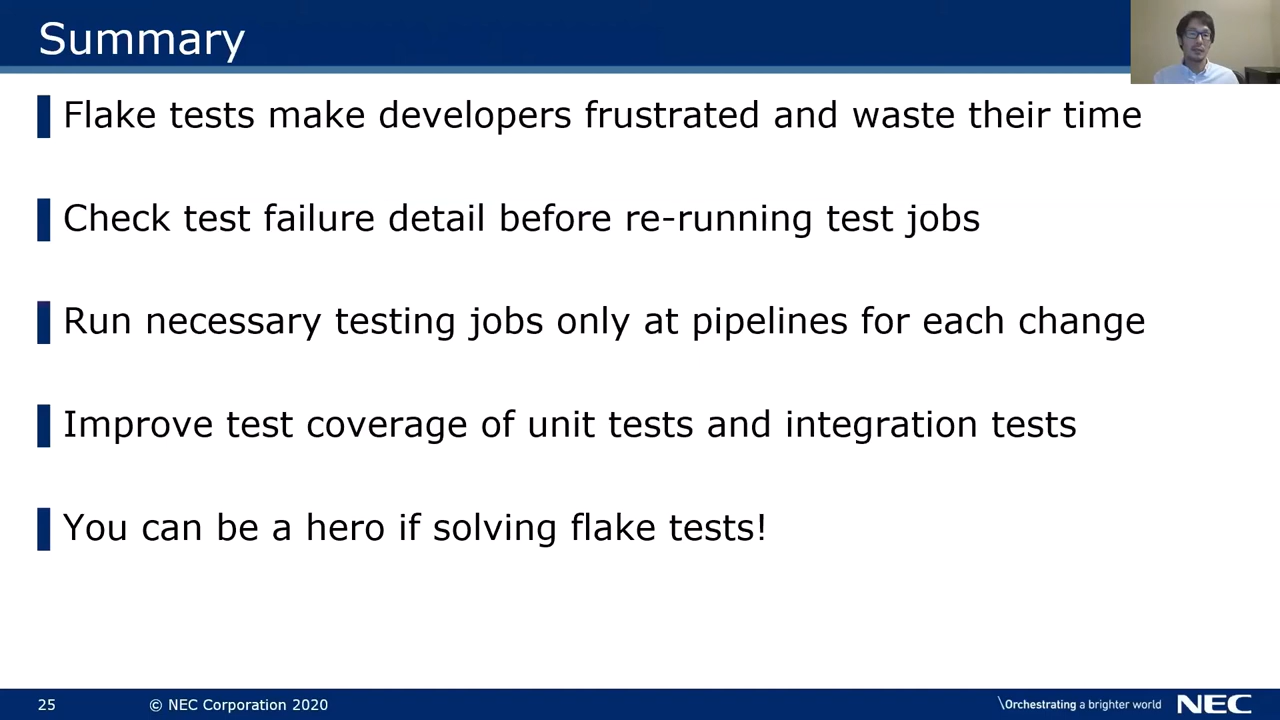 Summary
Flake tests make developers frustrated and waste their time
Check test failure detail before re-running test jobs
Run necessary testing jobs only at pipelines for each change
Improve test coverage of unit tests and integration tests
You can be a hero if solving flake tests!
25 © NEC Corporation 2020 \Orchestrating a brighter world NEC